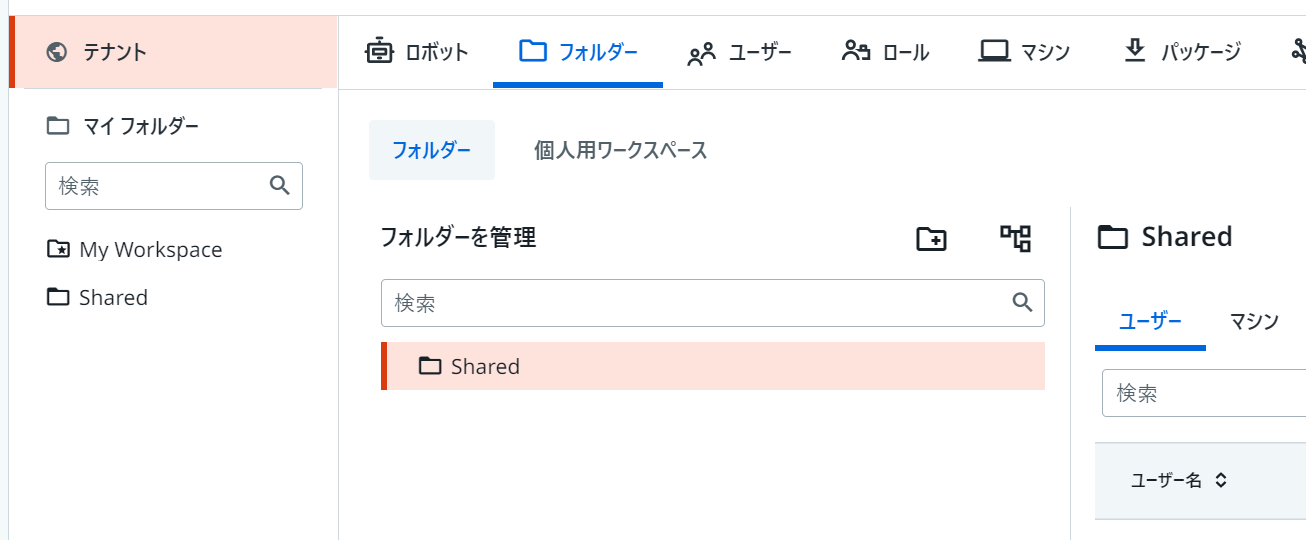 テナント
マイ フォルダー
検索
My Workspace
Shared
ロボット
フォルダー
ユーザー
ロール
マシン
パッケージ
フォルダー
個人用ワークスペース
フォルダーを管理
検索
Shared
Shared
ユーザー
マシン
検索
ユーザー名